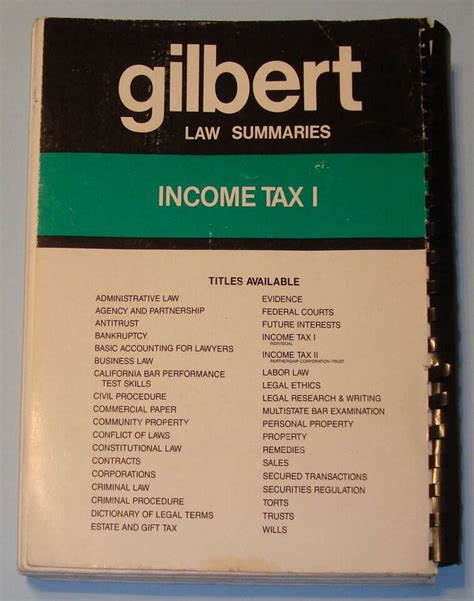 gilbert
LAW SUMMARIES
INCOME TAX I
TITLES AVAILABLE
ADMINISTRATIVE LAW
AGENCY AND PARTNERSHIP
ANTITRUST
BANKRUPTCY
BASIC ACCOUNTING FOR LAWYERS
BUSINESS LAW
CALIFORNIA BAR PERFORMANCE
TEST SKILLS
CIVIL PROCEDURE
COMMERCIAL PAPER
COMMUNITY PROPERTY
CONFLICT OF LAWS
CONSTITUTIONAL LAW
CONTRACTS
CORPORATIONS
CRIMINAL LAW
CRIMINAL PROCEDURE
DICTIONARY OF LEGAL TERMS
ESTATE AND GIFT TAX
EVIDENCE
FEDERAL COURTS
FUTURE INTERESTS
INCOME TAX I
INDIVIDUAL
INCOME TAX II
PARTNERSHIP-CORPORATION-TRUST
LABOR LAW
LEGAL ETHICS
LEGAL RESEARCH & WRITING
MULTISTATE BAR EXAMINATION
PERSONAL PROPERTY
PROPERTY
REMEDIES
SALES
SECURED TRANSACTIONS
SECURITIES REGULATION
TORTS
TRUSTS
WILLS